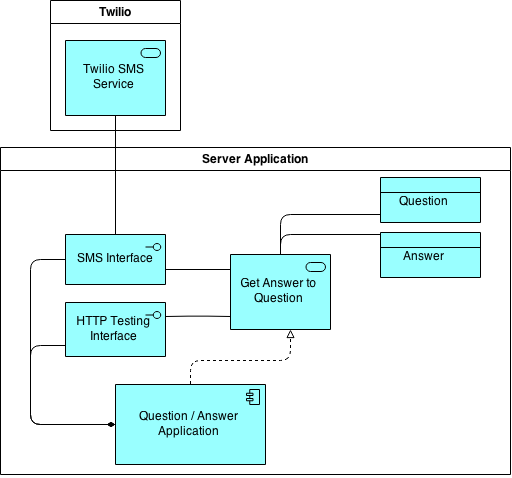 Twilio
Twilio SMS
Service
Server Application
Question
Answer
SMS Interface
Get Answer to
Question
HTTP Testing
Interface
Question / Answer
Application